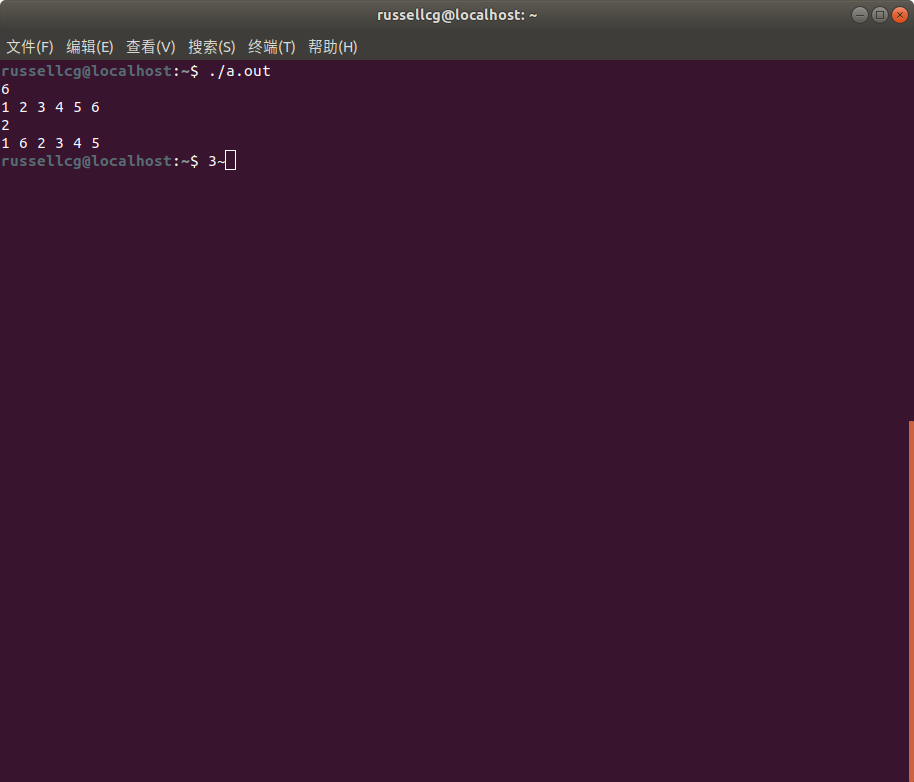 russellcg@localhost: ~
文件(F) 编辑(E) 查看(V) 搜索(S) 终端(T) 帮助(H)
russellcg@localhost:~$ ./a.out
6
1 2 3 4 5 6
2
1 6 2 3 4 5
russellcg@localhost:~$ 3~